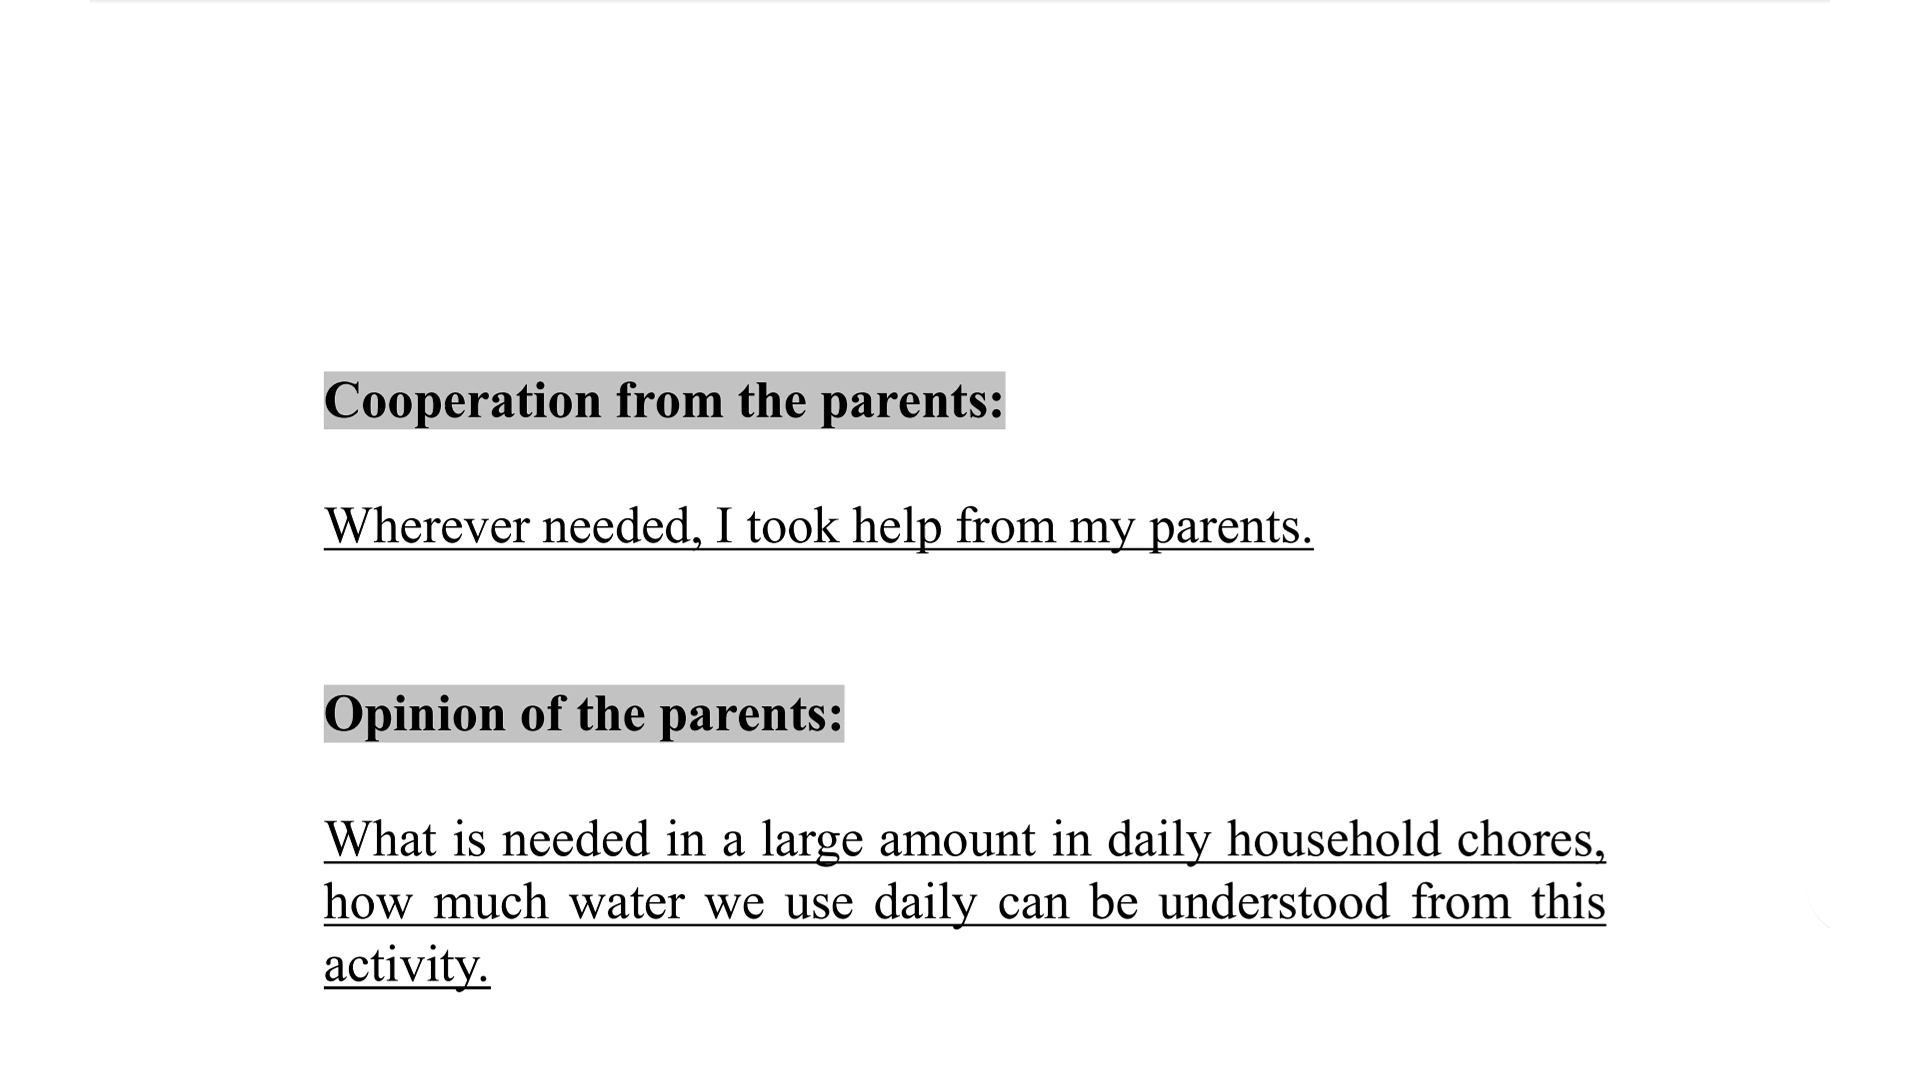 Cooperation from the parents:
Wherever needed, I took help from my parents.
Opinion of the parents:
What is needed in a large amount in daily household chores,
how much water we use daily can be understood from this
activity.